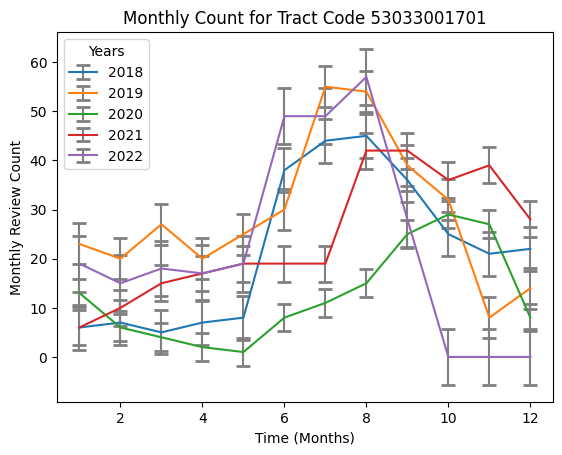 Monthly Count for Tract Code 53033001701
Years
2018
2019
2020
2021
2022
Monthly Review Count
60
50
40
30
20
10
0
2 4 6 8 10 12
Time (Months)